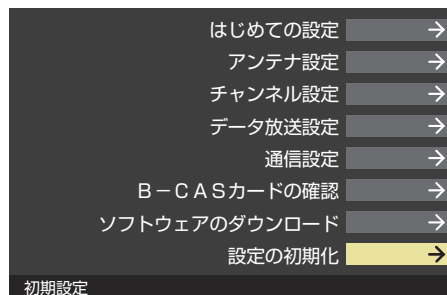 はじめての設定
アンテナ設定
チャンネル設定
データ放送設定
通信設定
B－CASカードの確認
ソフトウェアのダウンロード
設定の初期化
初期設定